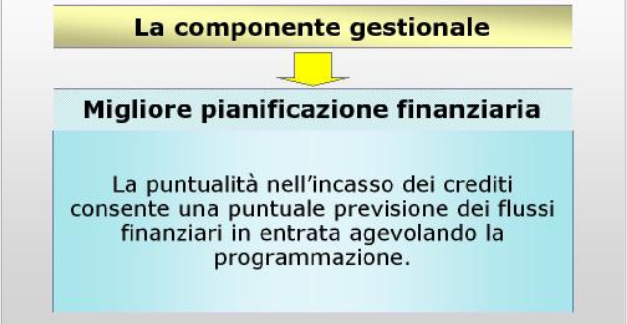 La componente gestionale
Migliore pianificazione finanziaria
La puntualità nell'incasso dei crediti
consente una puntuale previsione dei flussi
finanziari in entrata agevolando la
programmazione.